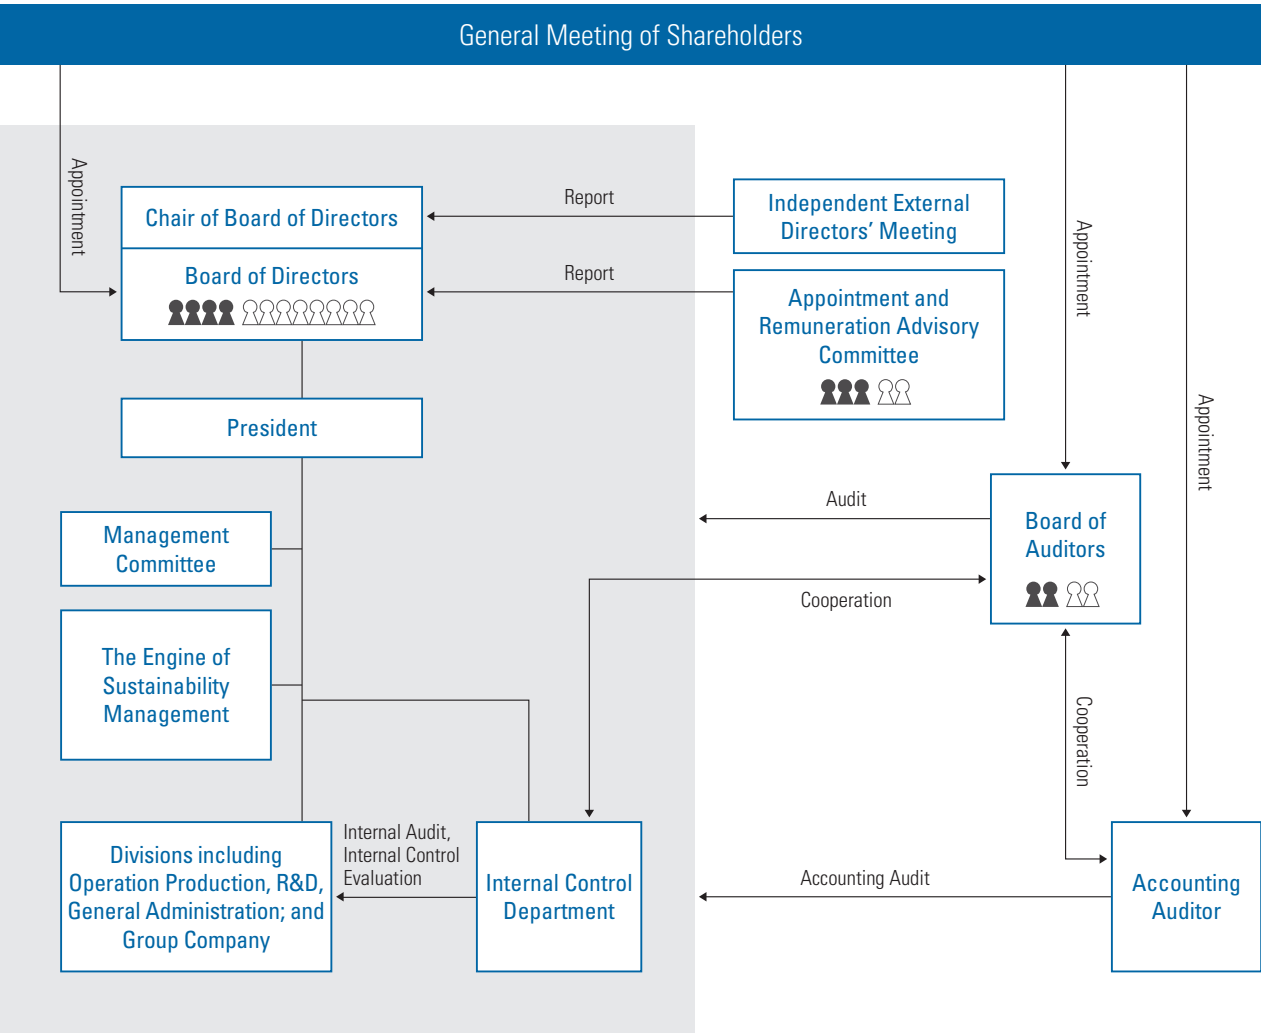 General Meeting of Shareholders
Appointment
Chair of Board of Directors
Report
Independent External
Directors’ Meeting
Board of Directors
Report
Appointment and
Remuneration Advisory
Committee
Appointment
Appointment
President
Management
Committee
Audit
Board of
Auditors
Cooperation
The Engine of
Sustainability
Management
Cooperation
Divisions including
Operation Production, R&D,
General Administration; and
Group Company
Internal Audit,
Internal Control
Evaluation
Internal Control
Department
Accounting Audit
Accounting
Auditor